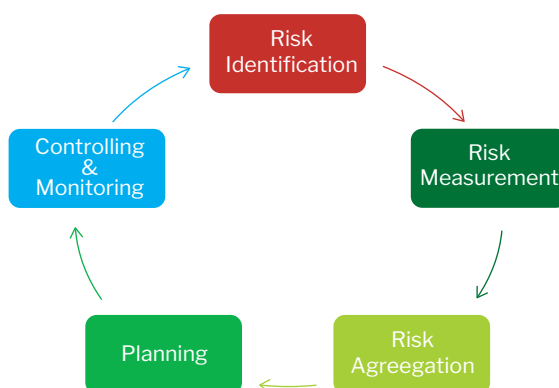 Risk
Identification
Risk
Measurement
Risk
Agreegation
Planning
Controlling
&
Monitoring